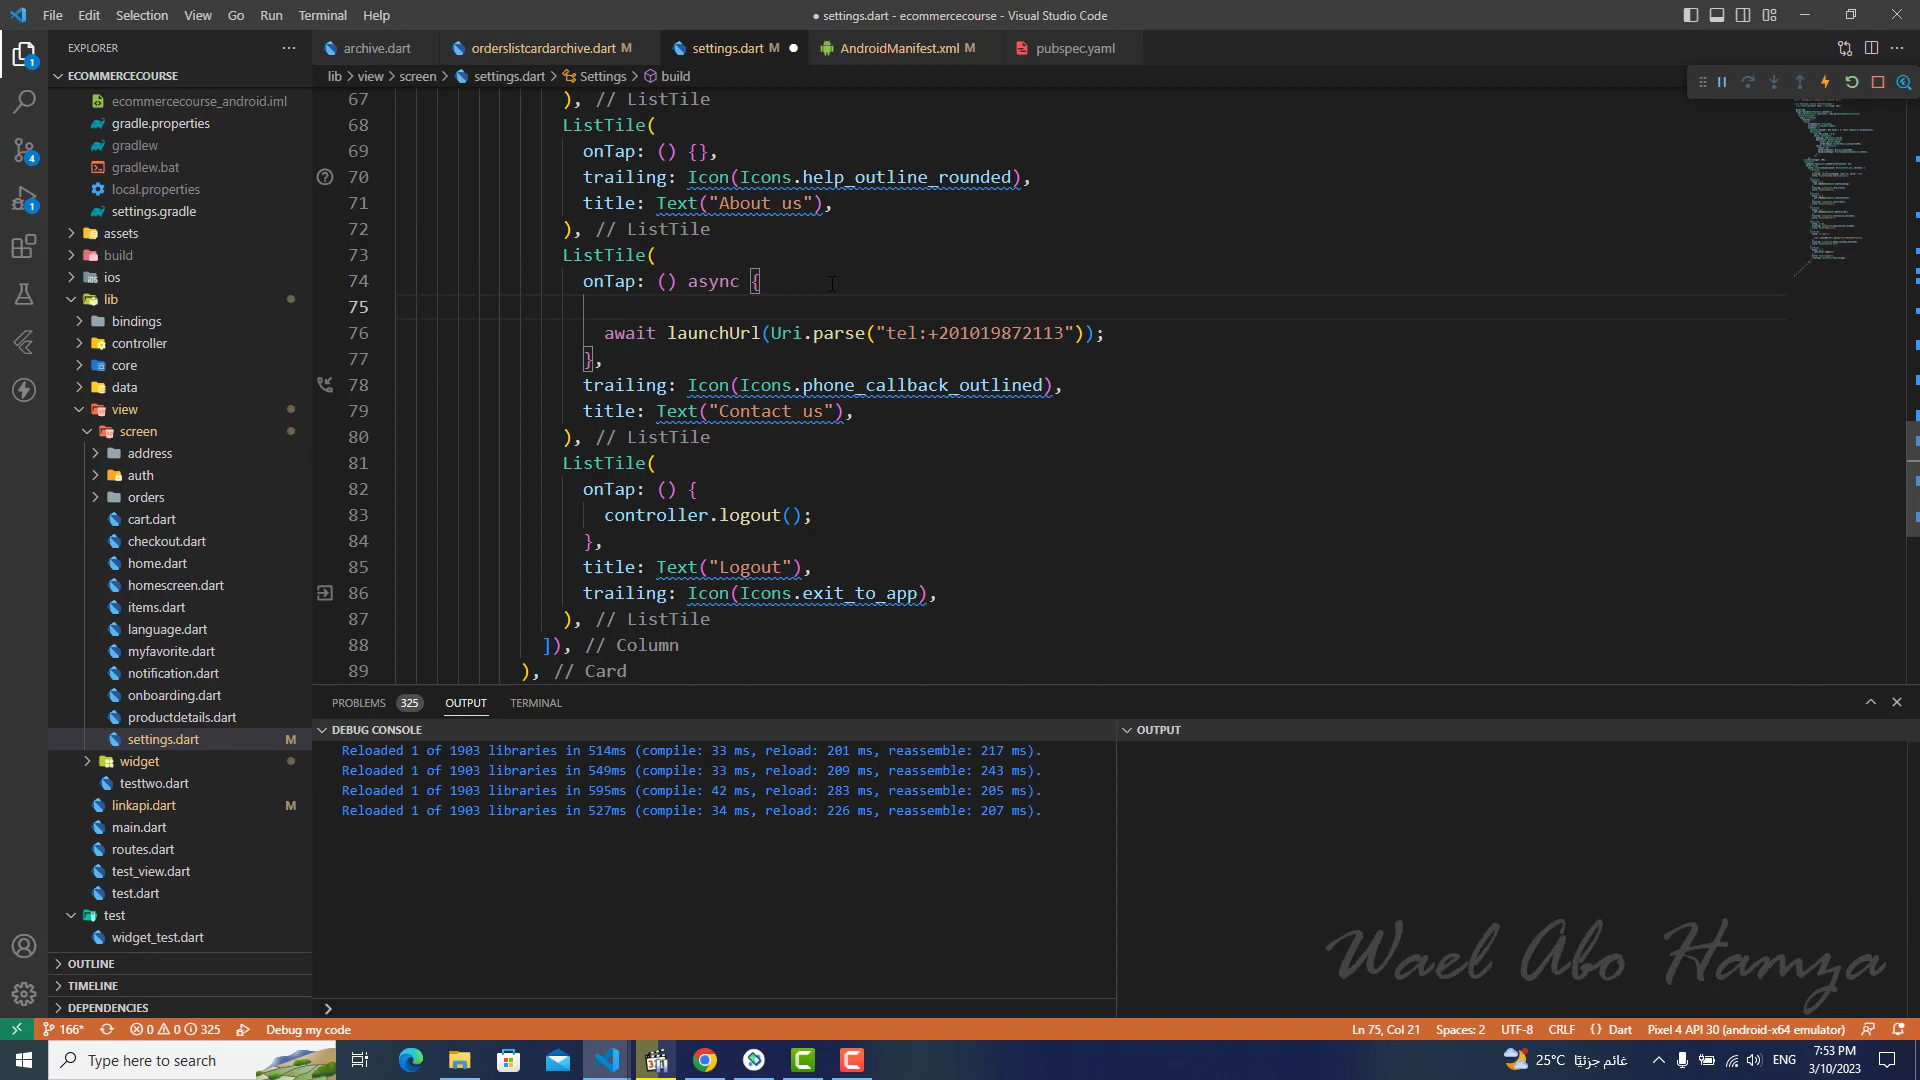 File Edit Selection View Go Run Terminal Help
● settings.dart - ecommercecourse - Visual Studio Code
EXPLORER
ECOMMERCECOURSE
ecommercecourse_android.iml
gradle.properties
gradlew
gradlew.bat
local.properties
settings.gradle
assets
build
ios
lib
bindings
controller
core
data
view
screen
address
auth
orders
cart.dart
checkout.dart
home.dart
homescreen.dart
items.dart
language.dart
myfavorite.dart
notification.dart
onboarding.dart
productdetails.dart
settings.dart M
widget
testtwo.dart
linkapi.dart M
main.dart
routes.dart
test_view.dart
test.dart
test
widget_test.dart
OUTLINE
TIMELINE
DEPENDENCIES
archive.dart orderslistcardarchive.dart M settings.dart M AndroidManifest.xml M pubspec.yaml
lib > view > screen > settings.dart > Settings > build
67 ), // ListTile
68 ListTile(
69 onTap: () {},
70 trailing: Icon(Icons.help_outline_rounded),
71 title: Text("About us"),
72 ), // ListTile
73 ListTile(
74 onTap: () async {
75
76 await launchUrl(Uri.parse("tel:+201019872113"));
77 },
78 trailing: Icon(Icons.phone_callback_outlined),
79 title: Text("Contact us"),
80 ), // ListTile
81 ListTile(
82 onTap: () {
83 controller.logout();
84 },
85 title: Text("Logout"),
86 trailing: Icon(Icons.exit_to_app),
87 ), // ListTile
88 ]), // Column
89 ), // Card
PROBLEMS 325 OUTPUT TERMINAL
DEBUG CONSOLE
Reloaded 1 of 1903 libraries in 514ms (compile: 33 ms, reload: 201 ms, reassemble: 217 ms).
Reloaded 1 of 1903 libraries in 549ms (compile: 33 ms, reload: 209 ms, reassemble: 243 ms).
Reloaded 1 of 1903 libraries in 595ms (compile: 42 ms, reload: 283 ms, reassemble: 205 ms).
Reloaded 1 of 1903 libraries in 527ms (compile: 34 ms, reload: 226 ms, reassemble: 207 ms).
OUTPUT
Wael Abo Hamza
166* 0 0 325 Debug my code
Ln 75, Col 21 Spaces: 2 UTF-8 CRLF {} Dart Pixel 4 API 30 (android-x64 emulator)
Type here to search
25°C غائم جزئيًا ENG
7:53 PM
3/10/2023